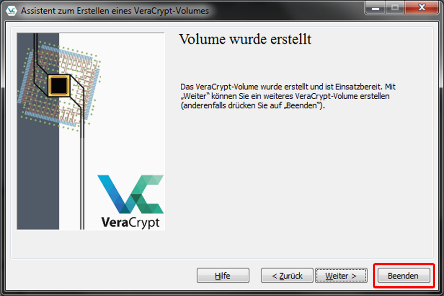 Assistent zum Erstellen eines VeraCrypt-Volumes
Volume wurde erstellt
Das VeraCrypt-Volume wurde erstellt und ist Einsatzbereit. Mit
„Weiter“ können Sie ein weiteres VeraCrypt-Volume erstellen
(anderenfalls drücken Sie auf „Beenden“).
VeraCrypt
Hilfe
< Zurück
Weiter >
Beenden